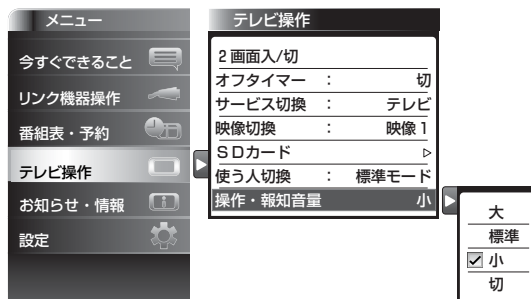 メニュー
今すぐできること
リンク機器操作
番組表・予約
テレビ操作
お知らせ・情報
設定
テレビ操作
2画面入/切
オフタイマー : 切
サービス切換 : テレビ
映像切換 : 映像1
SDカード ▷
使う人切換 : 標準モード
操作・報知音量 小
大
標準
小
切